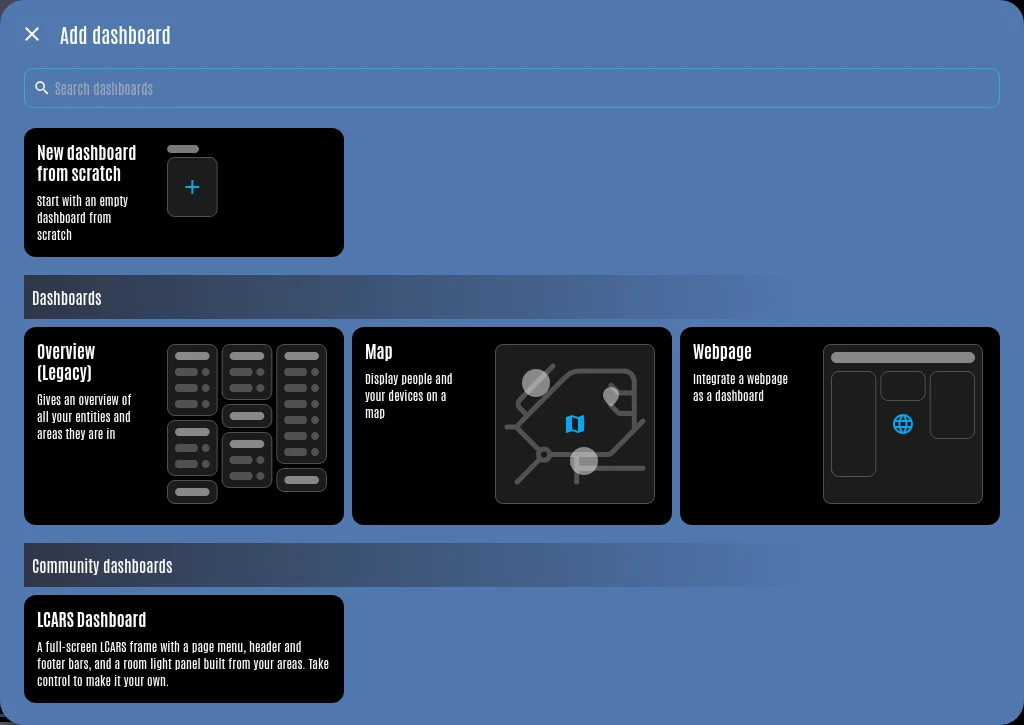 Add dashboard
Search dashboards
New dashboard
from scratch
Start with an empty
dashboard from
scratch
Dashboards
Overview
(Legacy)
Gives an overview of
all your entities and
areas they are in
Map
Display people and
your devices on a
map
Webpage
Integrate a webpage
as a dashboard
Community dashboards
LCARS Dashboard
A full-screen LCARS frame with a page menu, header and
footer bars, and a room light panel built from your areas. Take
control to make it your own.